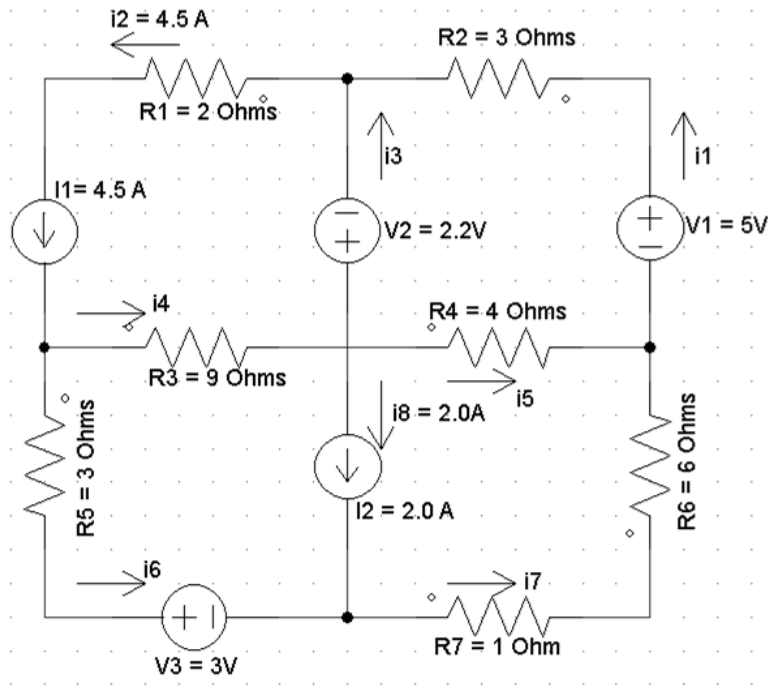 i2 = 4.5 A
R2 = 3 Ohms
R1 = 2 Ohms
i3
i1
I1= 4.5 A
V2 = 2.2V
V1 = 5V
i4
R4 = 4 Ohms
R3 = 9 Ohms
i5
i8 = 2.0A
R5 = 3 Ohms
R6 = 6 Ohms
I2 = 2.0 A
i6
i7
V3 = 3V
R7 = 1 Ohm